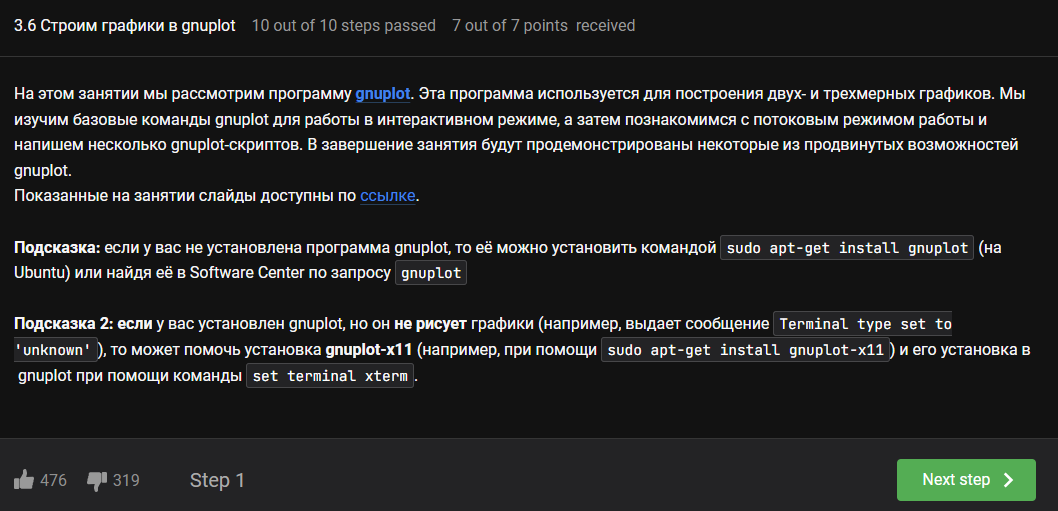 3.6 Строим графики в gnuplot 10 out of 10 steps passed 7 out of 7 points received
На этом занятии мы рассмотрим программу gnuplot. Эта программа используется для построения двух- и трехмерных графиков. Мы
изучим базовые команды gnuplot для работы в интерактивном режиме, а затем познакомимся с потоковым режимом работы и
напишем несколько gnuplot-скриптов. В завершение занятия будут продемонстрированы некоторые из продвинутых возможностей
gnuplot.
Показанные на занятии слайды доступны по ссылке.
Подсказка: если у вас не установлена программа gnuplot, то её можно установить командой sudo apt-get install gnuplot (на
Ubuntu) или найдя её в Software Center по запросу gnuplot
Подсказка 2: если у вас установлен gnuplot, но он не рисует графики (например, выдает сообщение Terminal type set to
'unknown'), то может помочь установка gnuplot-x11 (например, при помощи sudo apt-get install gnuplot-x11) и его установка в
gnuplot при помощи команды set terminal xterm.
476 319 Step 1 Next step